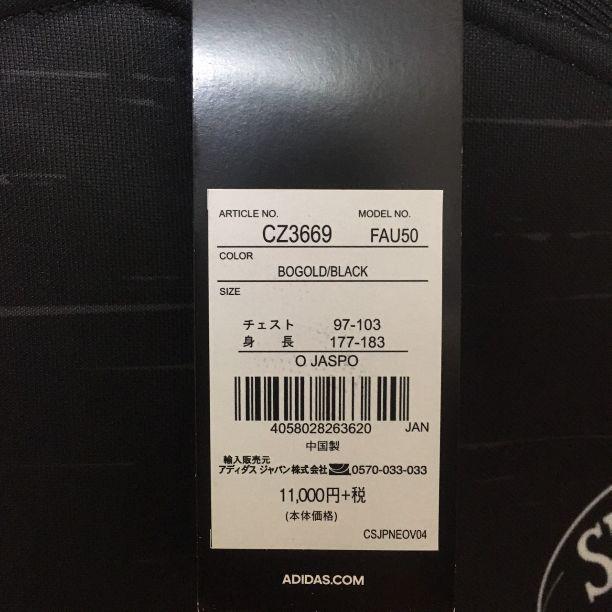 ARTICLE NO. MODEL NO.
CZ3669 FAU50
COLOR
BOGOLD/BLACK
SIZE
チェスト 97-103
身 長 177-183
O JASPO
4058028263620 JAN
中国製
輸入販売元
アディダス ジャパン株式会社 0570-033-033
11,000円+税
(本体価格)
CSJPNEOV04
ADIDAS.COM